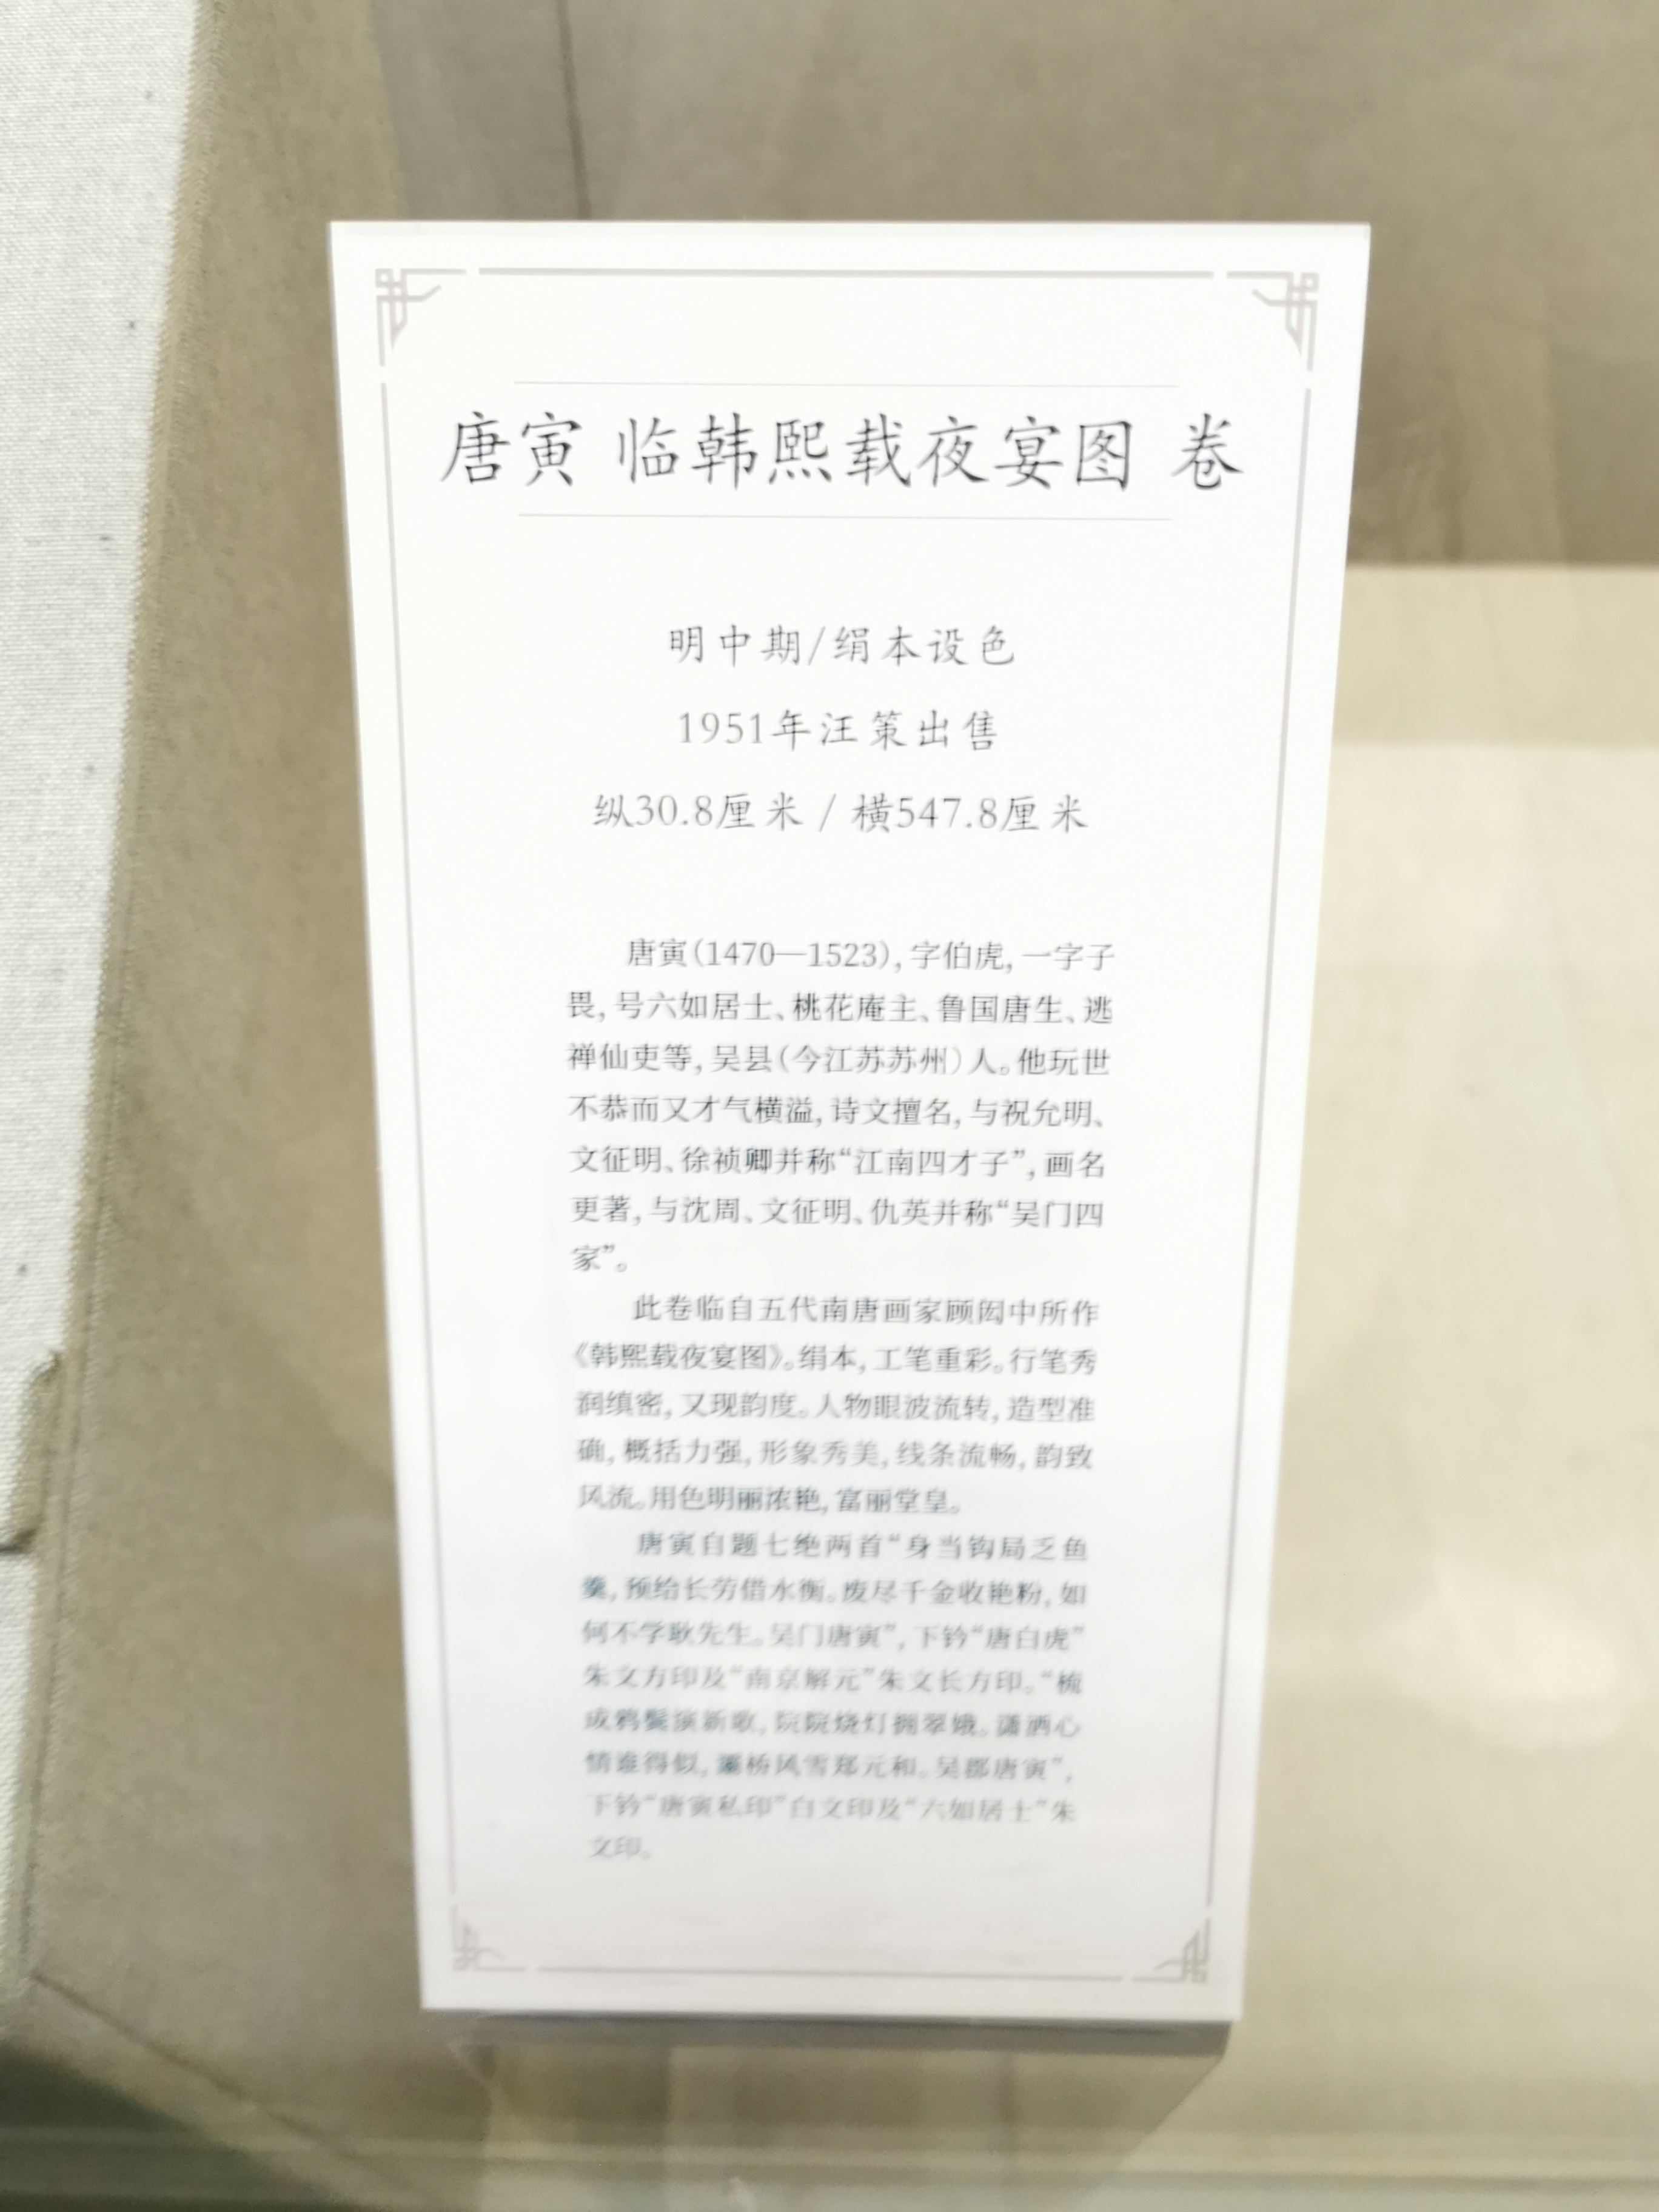 唐寅 临韩熙载夜宴图 卷
明中期/绢本设色
1951年汪策出售
纵30.8厘米 / 横547.8厘米
唐寅(1470—1523),字伯虎,一字子
畏,号六如居士、桃花庵主、鲁国唐生、逃
禅仙吏等,吴县(今江苏苏州)人。他玩世
不恭而又才气横溢,诗文擅名,与祝允明、
文征明、徐祯卿并称“江南四才子”,画名
更著,与沈周、文征明、仇英并称“吴门四
家”。
此卷临自五代南唐画家顾闳中所作
《韩熙载夜宴图》。绢本,工笔重彩。行笔秀
润缜密,又现韵度。人物眼波流转,造型准
确,概括力强,形象秀美,线条流畅,韵致
风流。用色明丽浓艳,富丽堂皇。
唐寅自题七绝两首“身当钩局乏鱼
羹,预给长劳借水衡。废尽千金收艳粉,如
何不学耿先生。吴门唐寅”,下钤“唐白虎”
朱文方印及“南京解元”朱文长方印。“梳
成鸦鬓演新歌,院院烧灯拥翠娥。潇洒心
情谁得似,灞桥风雪郑元和。吴郡唐寅”,
下钤“唐寅私印”白文印及“六如居士”朱
文印。